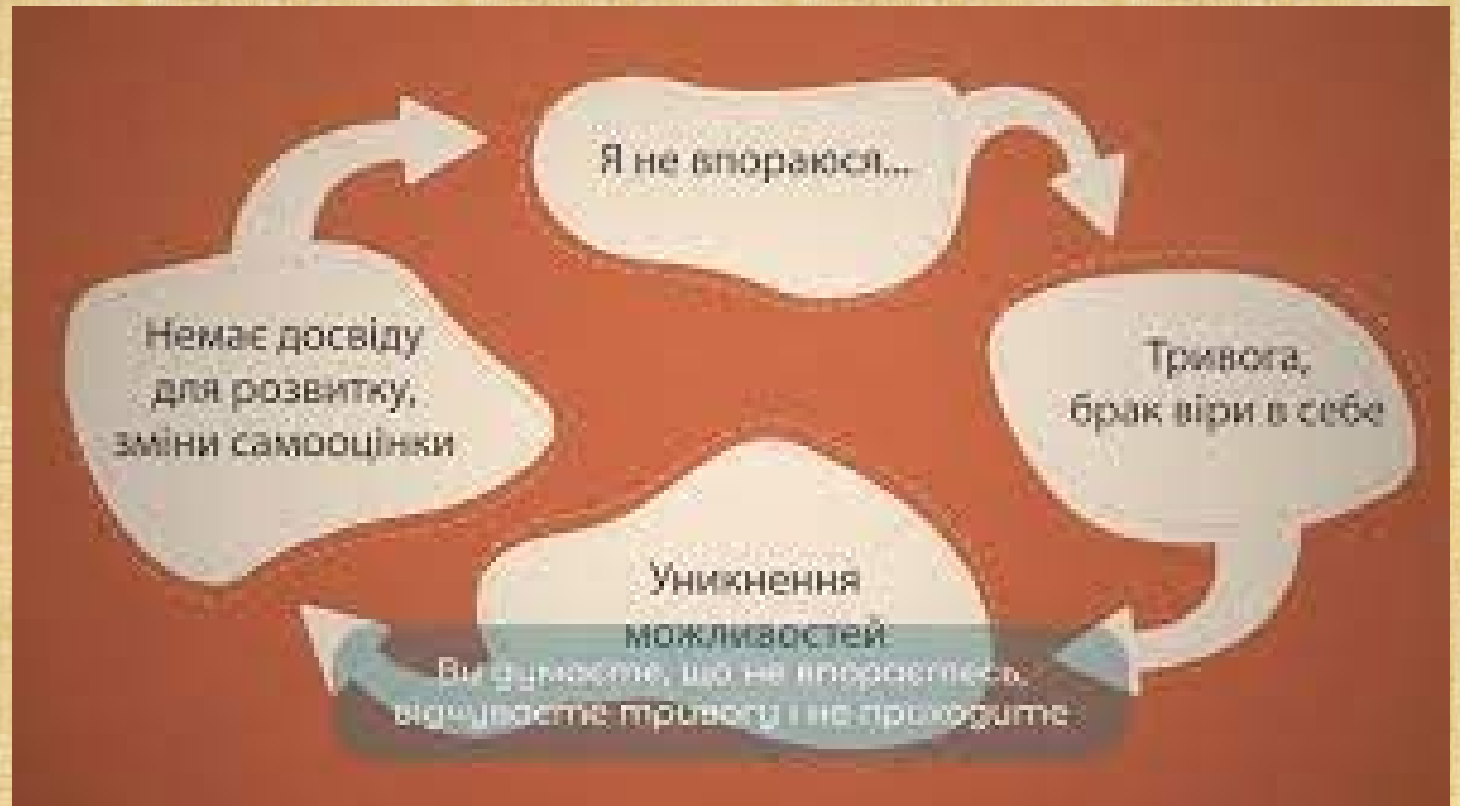 Я не впораюся...
Тривога,
брак віри в себе
Уникнення
можливостей
Немає досвіду
для розвитку,
зміни самооцінки
Ви думаєте, що не впораєтесь,
відчуваєте тривогу і не приходите